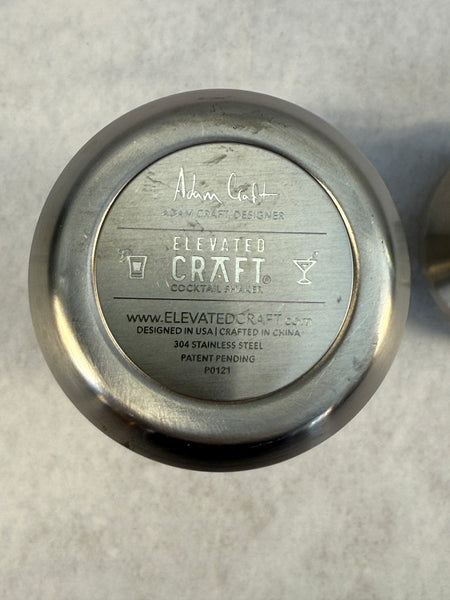 Adam Craft
ADAM CRAFT, DESIGNER
ELEVATED
CRAFT®
COCKTAIL SHAKER
www.ELEVATEDCRAFT.com
DESIGNED IN USA | CRAFTED IN CHINA
304 STAINLESS STEEL
PATENT PENDING
P0121